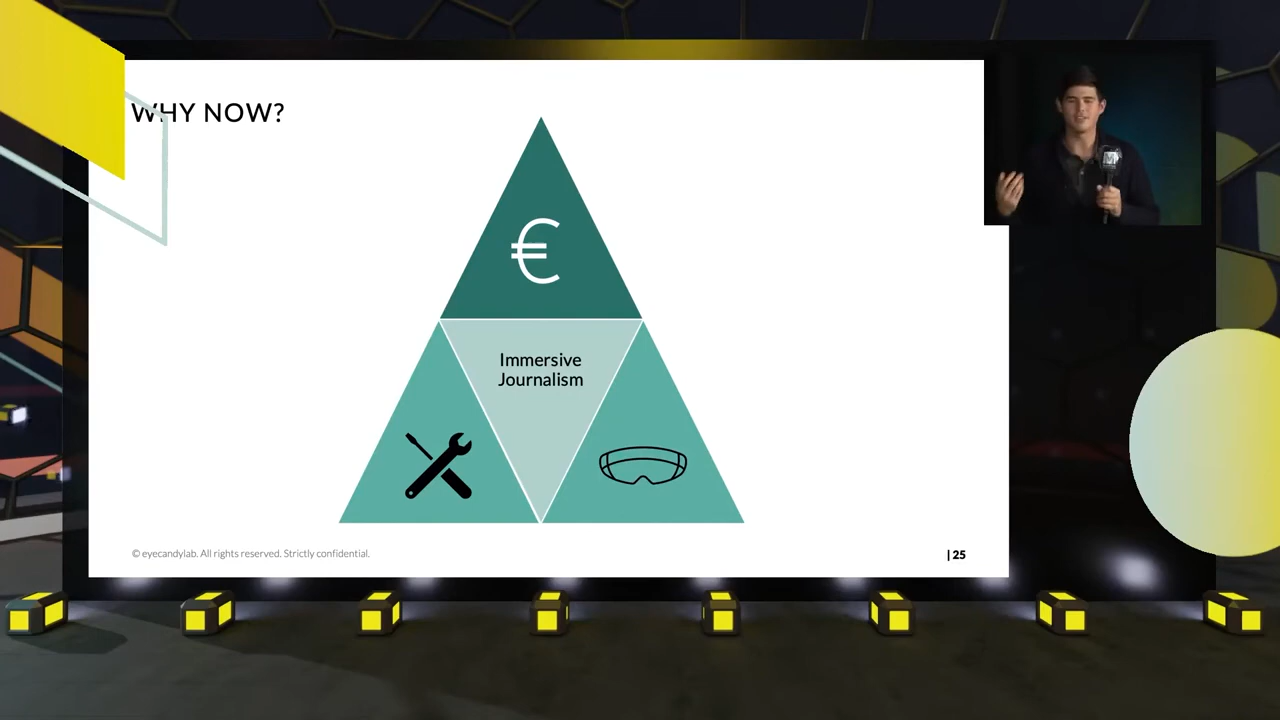 WHY NOW?
€
Immersive
Journalism
© eyecandylab. All rights reserved. Strictly confidential.
| 25